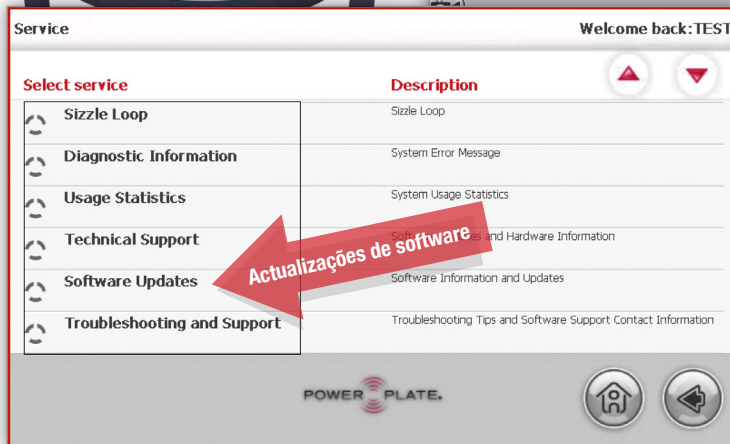 Service Welcome back:TEST
Select service Description
Sizzle Loop Sizzle Loop
Diagnostic Information System Error Message
Usage Statistics System Usage Statistics
Technical Support and Hardware Information
Actualizações de software
Software Updates Software Information and Updates
Troubleshooting and Support Troubleshooting Tips and Software Support Contact Information
POWER PLATE.